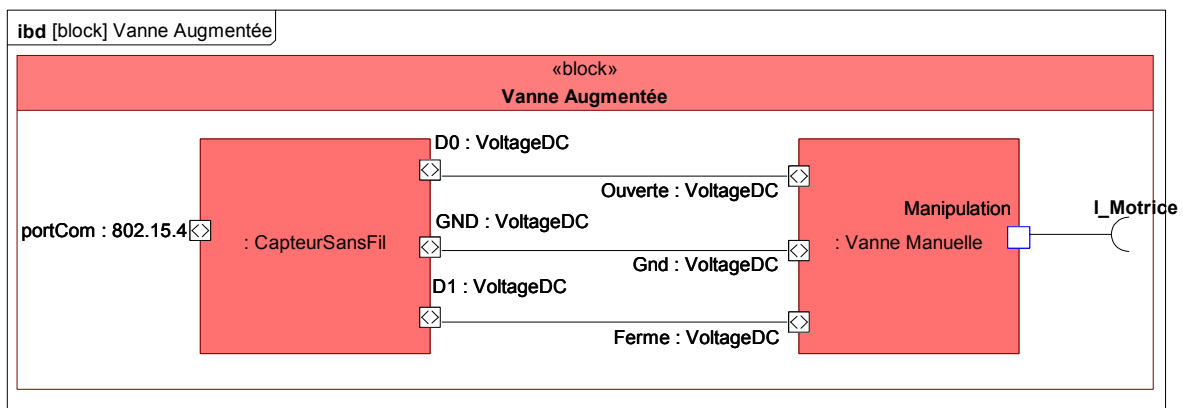 ibd [block] Vanne Augmentée
«block»
Vanne Augmentée
D0 : VoltageDC
Ouverte : VoltageDC
Manipulation
I_Motrice
portCom : 802.15.4
GND : VoltageDC
: CapteurSansFil
: Vanne Manuelle
Gnd : VoltageDC
D1 : VoltageDC
Ferme : VoltageDC